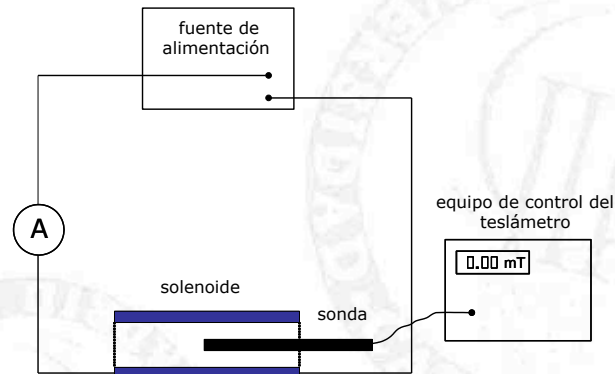 fuente de
alimentación
A
equipo de control del
teslámetro
0.00 mT
solenoide
sonda